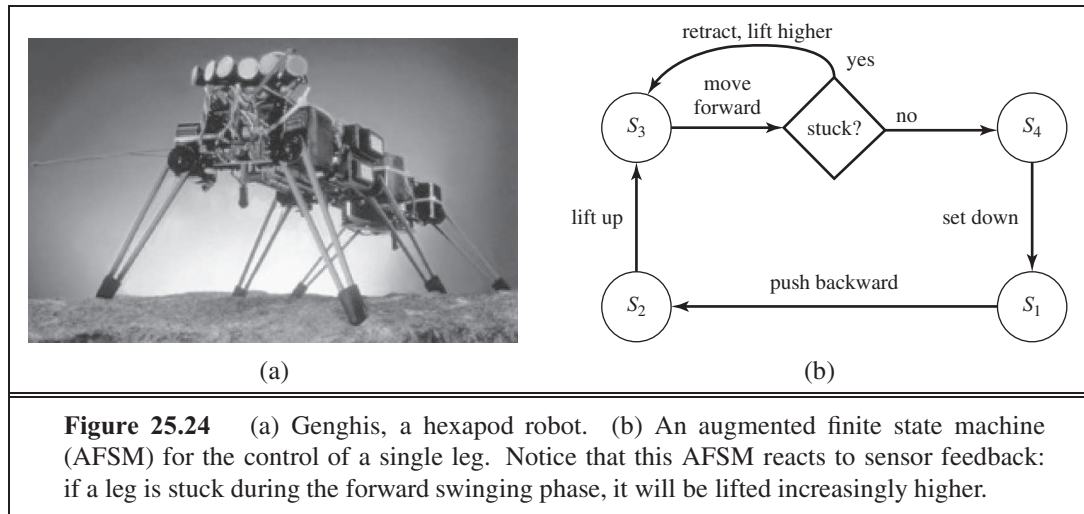 retract, lift higher
yes
move
forward
S3
stuck?
no
S4
lift up
set down
push backward
S2
S1
(a)
(b)
Figure 25.24 (a) Genghis, a hexapod robot. (b) An augmented finite state machine
(AFSM) for the control of a single leg. Notice that this AFSM reacts to sensor feedback:
if a leg is stuck during the forward swinging phase, it will be lifted increasingly higher.